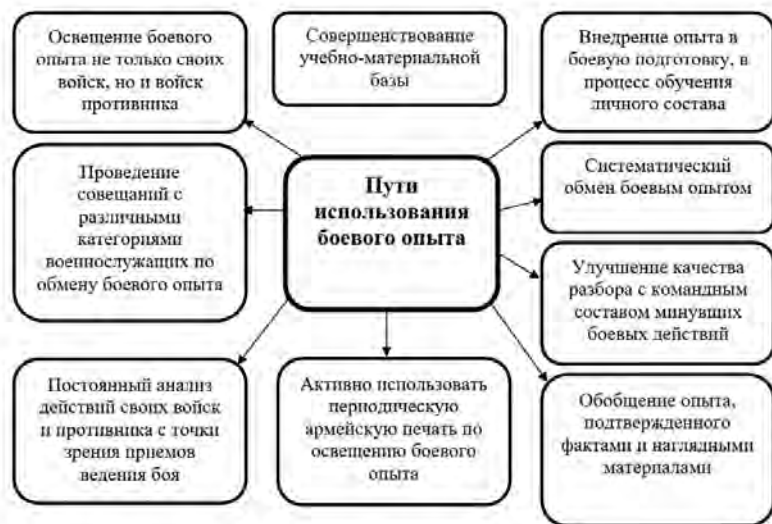 Освещение боевого
опыта не только своих
войск, но и войск
противника
Совершенствование
учебно-материальной
базы
Внедрение опыта в
боевую подготовку, в
процесс обучения
личного состава
Проведение
совещаний с
различными
категориями
военнослужащих по
обмену боевого опыта
Пути
использования
боевого опыта
Систематический
обмен боевым опытом
Улучшение качества
разбора с командным
составом минувших
боевых действий
Постоянный анализ
действий своих войск
и противника с точки
зрения приемов
ведения боя
Активно использовать
периодическую
армейскую печать по
освещению боевого
опыта
Обобщение опыта,
подтвержденного
фактами и наглядными
материалами